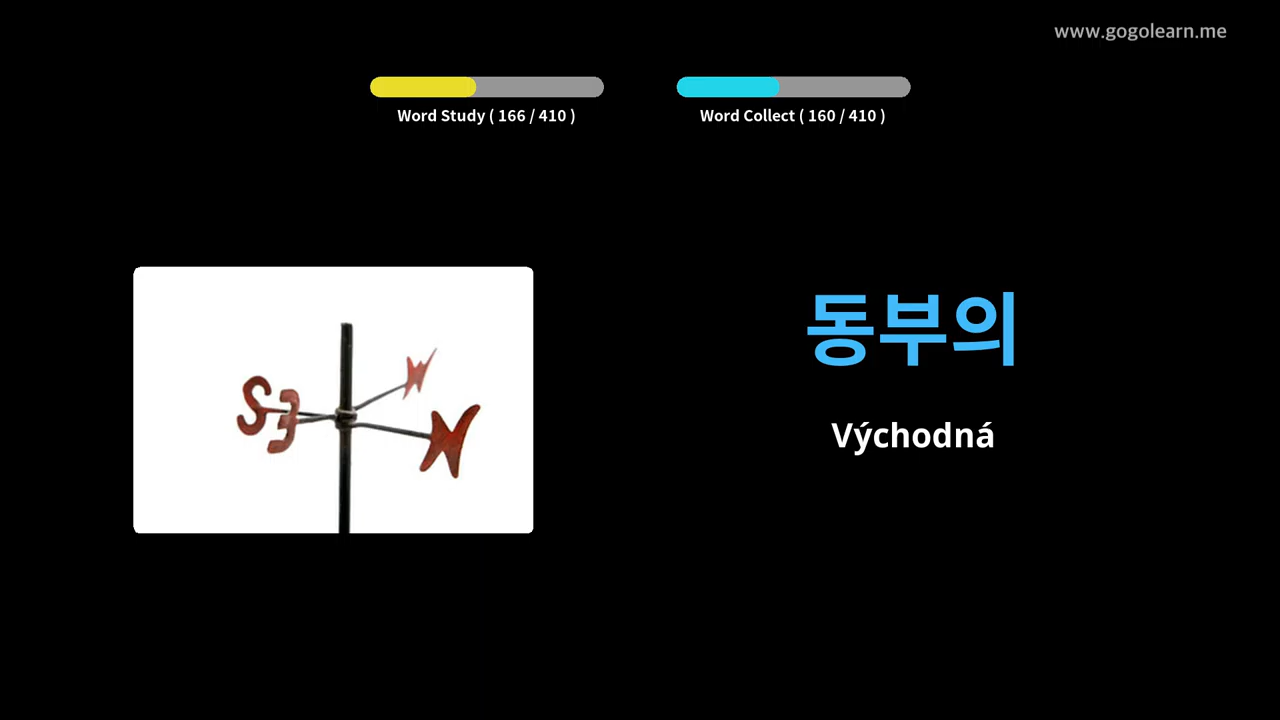 www.gogolearn.me
Word Study ( 166 / 410 )
Word Collect ( 160 / 410 )
S
E
W
N
동부의
Východná